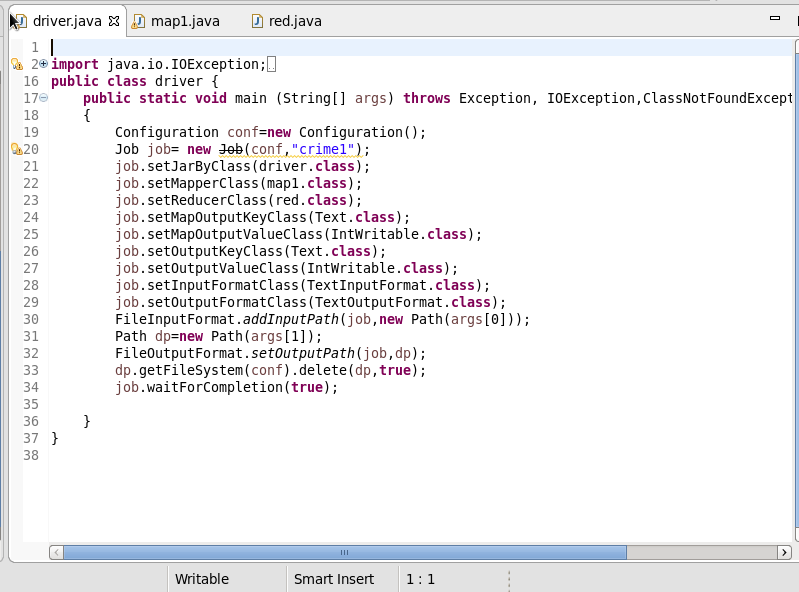 driver.java map1.java red.java
1
2 import java.io.IOException;
16 public class driver {
17 public static void main (String[] args) throws Exception, IOException,ClassNotFoundExcept
18 {
19 Configuration conf=new Configuration();
20 Job job= new Job(conf,"crime1");
21 job.setJarByClass(driver.class);
22 job.setMapperClass(map1.class);
23 job.setReducerClass(red.class);
24 job.setMapOutputKeyClass(Text.class);
25 job.setMapOutputValueClass(IntWritable.class);
26 job.setOutputKeyClass(Text.class);
27 job.setOutputValueClass(IntWritable.class);
28 job.setInputFormatClass(TextInputFormat.class);
29 job.setOutputFormatClass(TextOutputFormat.class);
30 FileInputFormat.addInputPath(job,new Path(args[0]));
31 Path dp=new Path(args[1]);
32 FileOutputFormat.setOutputPath(job,dp);
33 dp.getFileSystem(conf).delete(dp,true);
34 job.waitForCompletion(true);
35
36 }
37 }
38
Writable Smart Insert 1 : 1